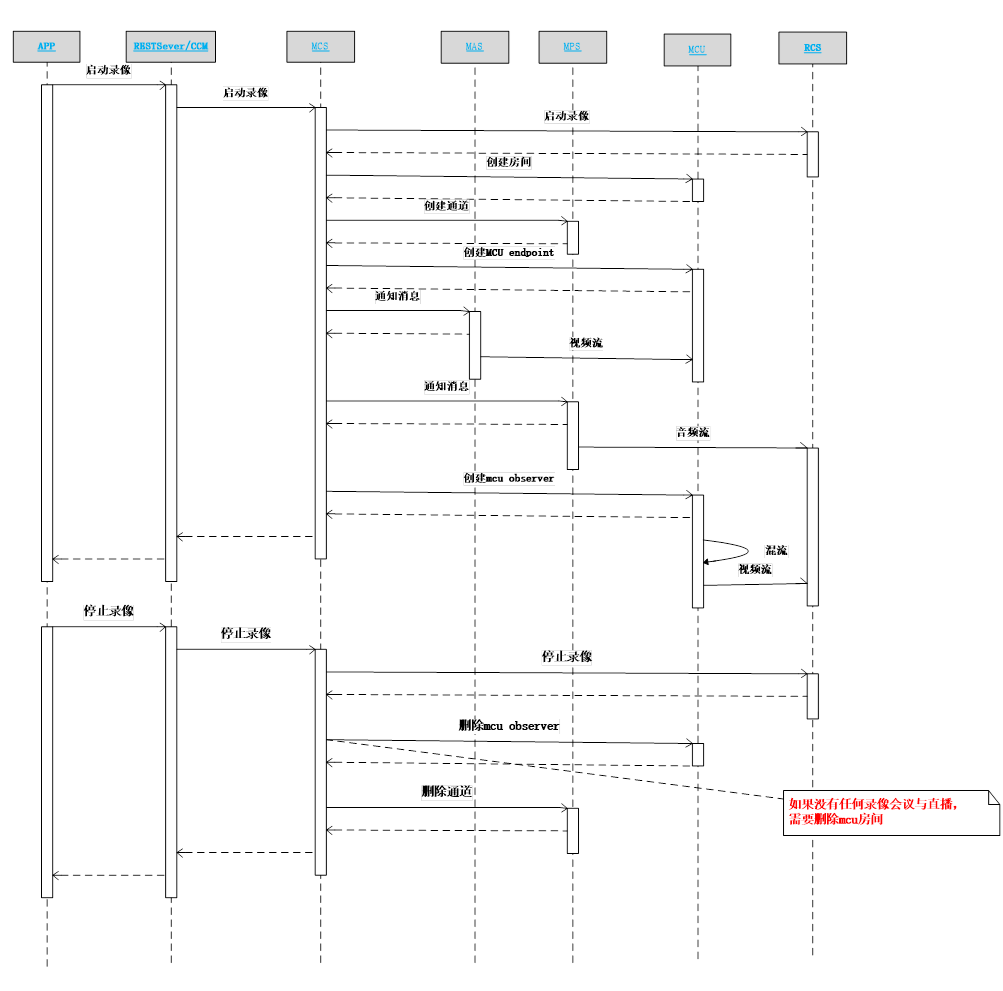 APP
RESTSever/CCM
MCS
MAS
MPS
MCU
RCS
启动录像
启动录像
启动录像
创建房间
创建通道
创建MCU endpoint
通知消息
视频流
通知消息
音频流
创建mcu observer
混流
视频流
停止录像
停止录像
停止录像
删除mcu observer
删除通道
如果没有任何录像会议与直播，
需要删除mcu房间